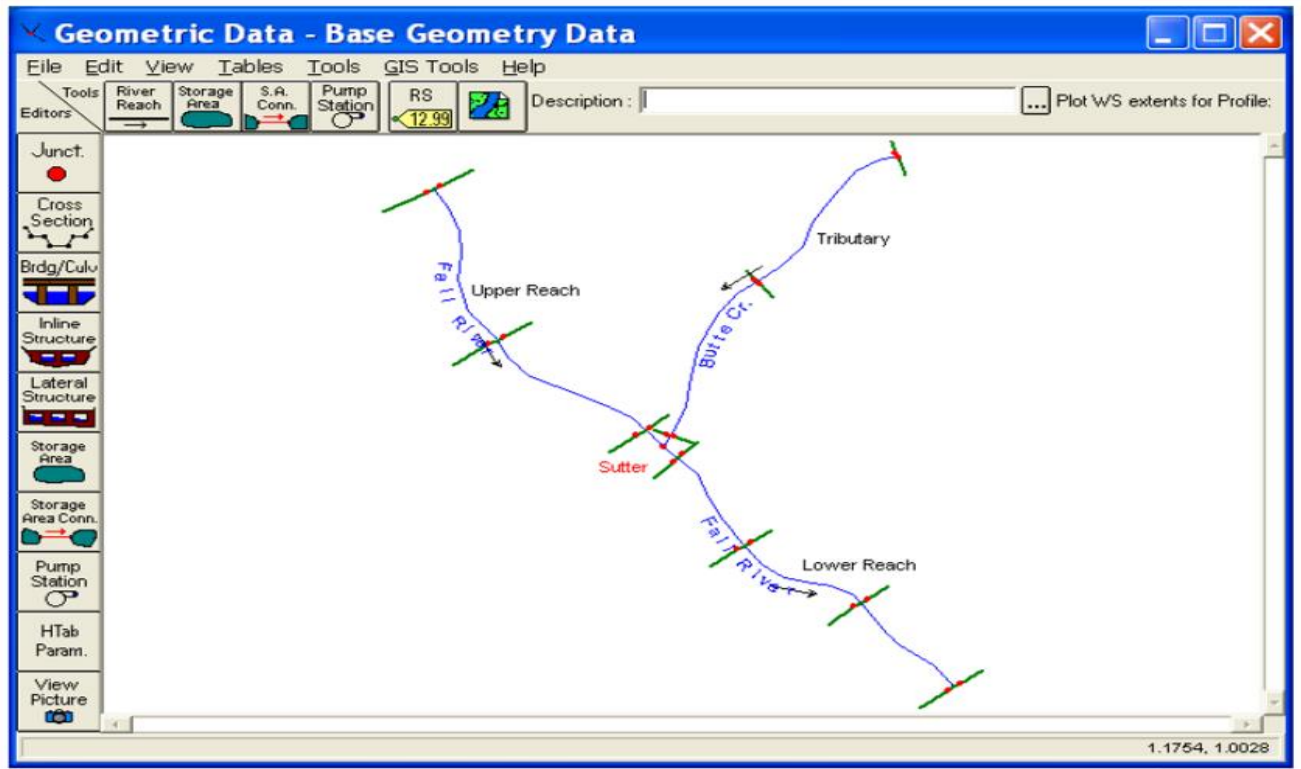 Geometric Data - Base Geometry Data
File Edit View Tables Tools GIS Tools Help
Tools
Editors
River
Reach
Storage
Area
S.A.
Conn.
Pump
Station
RS
12.99
Description :
...
Plot WS extents for Profile:
Junct.
Cross
Section
Brdg/Culv
Inline
Structure
Lateral
Structure
Storage
Area
Storage
Area Conn.
Pump
Station
HTab
Param.
View
Picture
Tributary
Fall River
Upper Reach
Butte Cr.
Sutter
Fall River
Lower Reach
1.1754, 1.0028